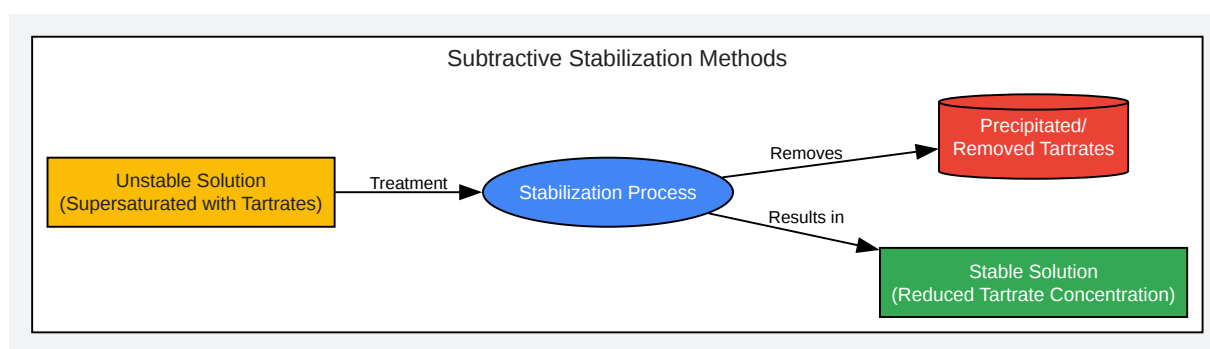 Subtractive Stabilization Methods
Unstable Solution
(Supersaturated with Tartrates)
Treatment
Stabilization Process
Removes
Precipitated/
Removed Tartrates
Results in
Stable Solution
(Reduced Tartrate Concentration)